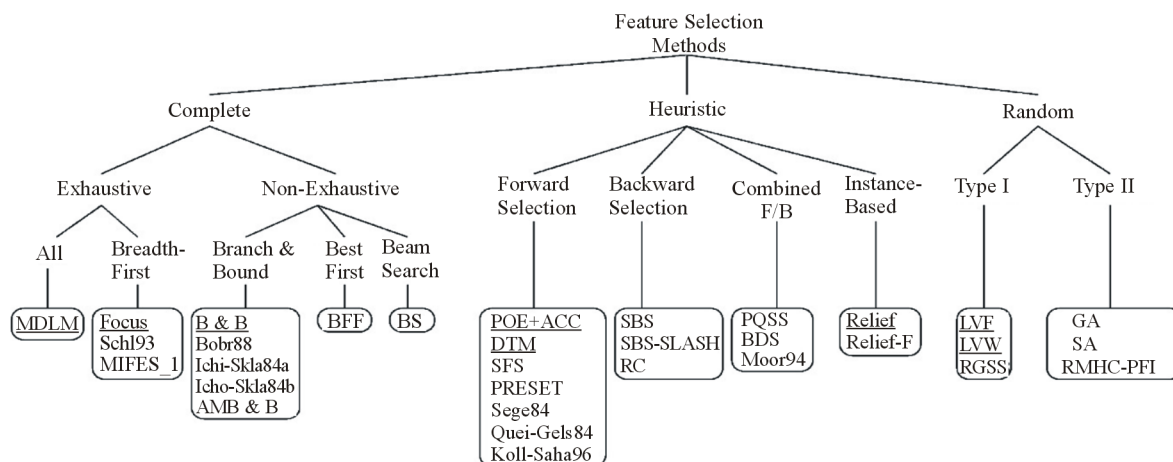 Feature Selection
Methods
Complete
Heuristic
Random
Exhaustive
Non-Exhaustive
Forward
Selection
Backward
Selection
Combined
F/B
Instance-
Based
Type I
Type II
All
Breadth-
First
Branch &
Bound
Best
First
Beam
Search
MDLM
Focus
Schl93
MIFES_1
B & B
Bobr88
Ichi-Skla84a
Icho-Skla84b
AMB & B
BFF
BS
POE+ACC
DTM
SFS
PRESET
Sege84
Quei-Gels84
Koll-Saha96
SBS
SBS-SLASH
RC
PQSS
BDS
Moor94
Relief
Relief-F
LVF
LVW
RGSS
GA
SA
RMHC-PFI